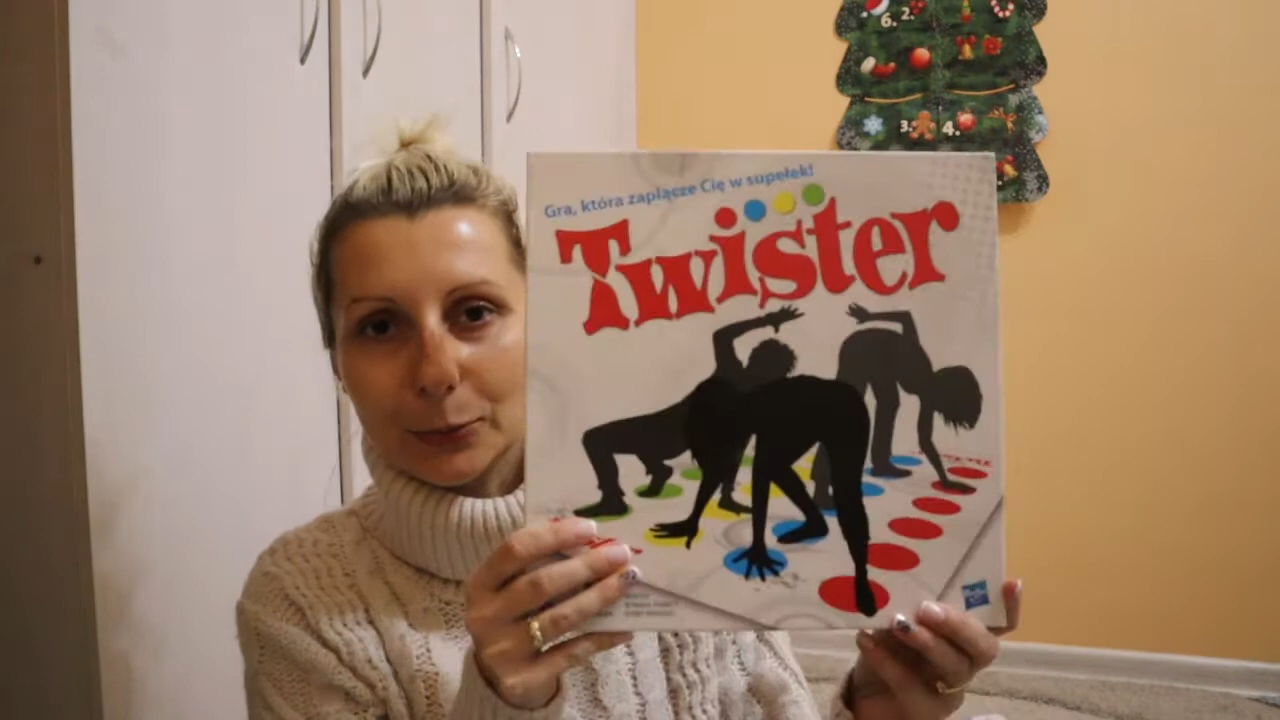 6. 2.
3. 4.
Gra, która zaplącze Cię w supełek!
Twister